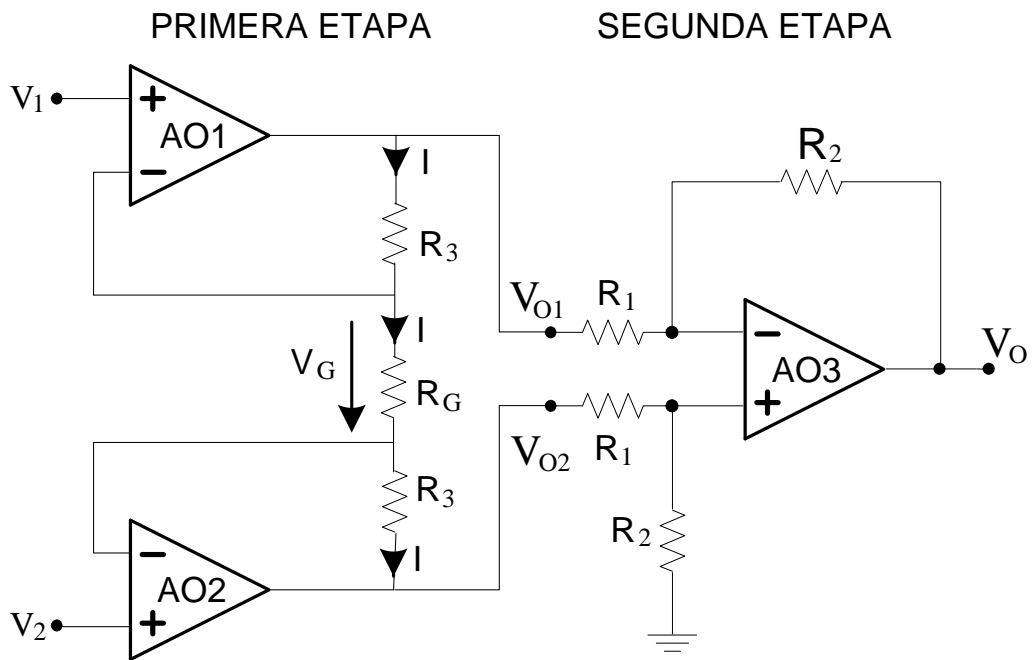 PRIMERA ETAPA
SEGUNDA ETAPA
V1
+
AO1
−
I
R3
R2
VO1
R1
I
VG
RG
−
AO3
+
VO
VO2
R1
R3
R2
−
AO2
+
I
V2